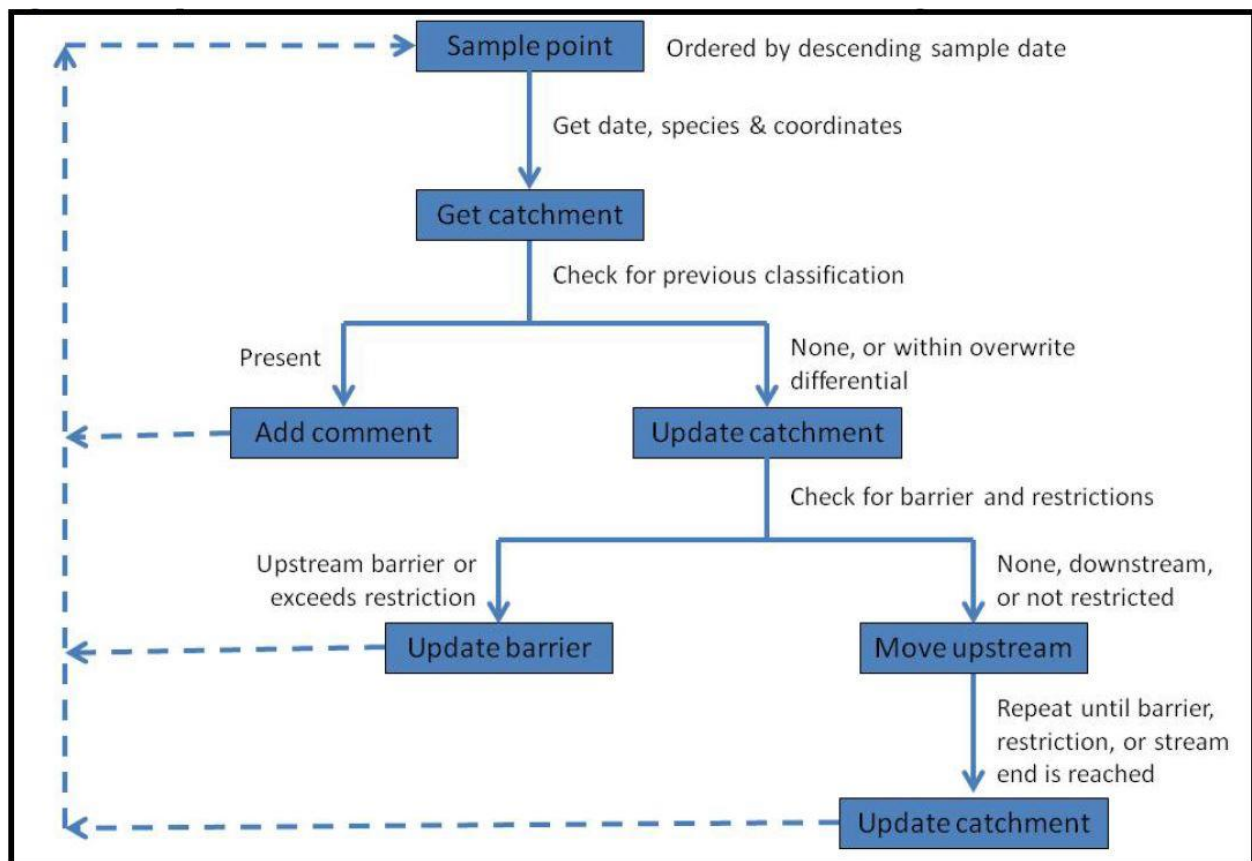 Sample point
Ordered by descending sample date
Get date, species & coordinates
Get catchment
Check for previous classification
Present
None, or within overwrite
differential
Add comment
Update catchment
Check for barrier and restrictions
Upstream barrier or
exceeds restriction
None, downstream,
or not restricted
Update barrier
Move upstream
Repeat until barrier,
restriction, or stream
end is reached
Update catchment